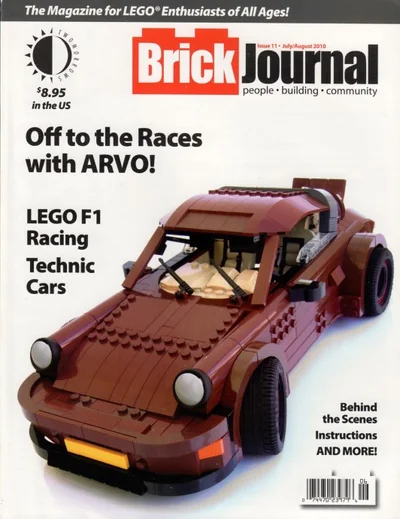 The Magazine for LEGO® Enthusiasts of All Ages!
TWOMORROWS
$8.95
in the US
Issue 11 • July/August 2010
BrickJournal
people • building • community
Off to the Races
with ARVO!
LEGO F1
Racing
Technic
Cars
Behind
the Scenes
Instructions
AND MORE!